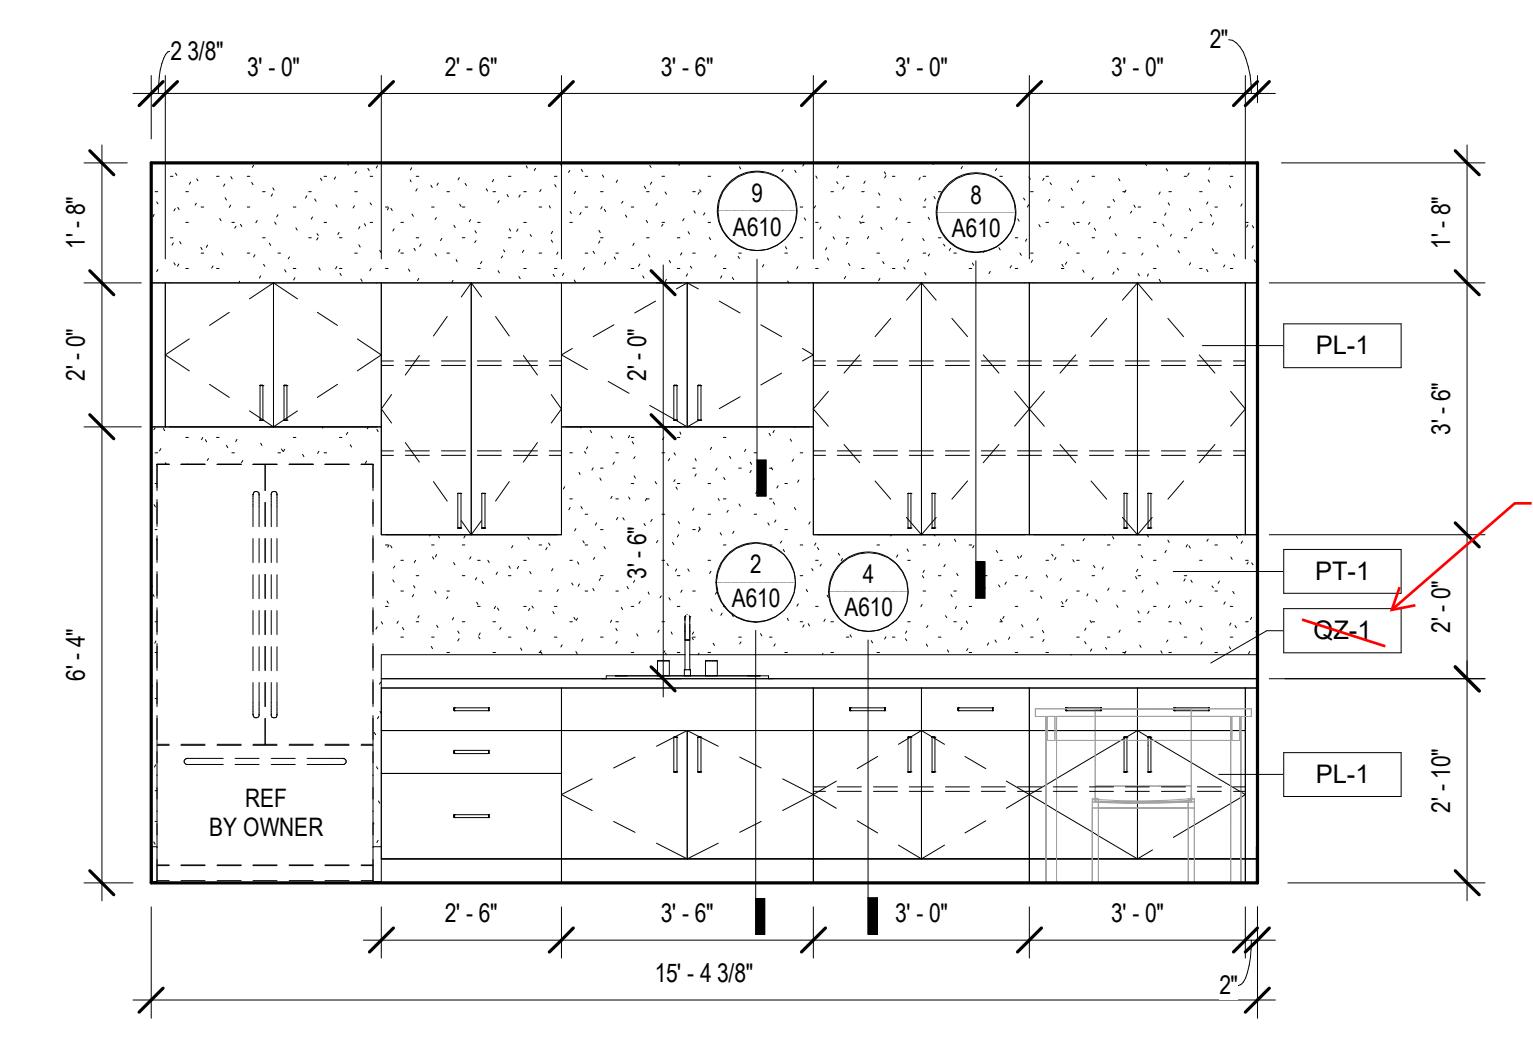 2 3/8"
3' - 0"
2' - 6"
3' - 6"
3' - 0"
3' - 0"
2"
1' - 8"
9
A610
8
A610
1' - 8"
2' - 0"
2' - 0"
PL-1
3' - 6"
3' - 6"
2
A610
4
A610
PT-1
QZ-1
2' - 0"
6' - 4"
REF
BY OWNER
PL-1
2' - 10"
2' - 6"
3' - 6"
3' - 0"
3' - 0"
15' - 4 3/8"
2"